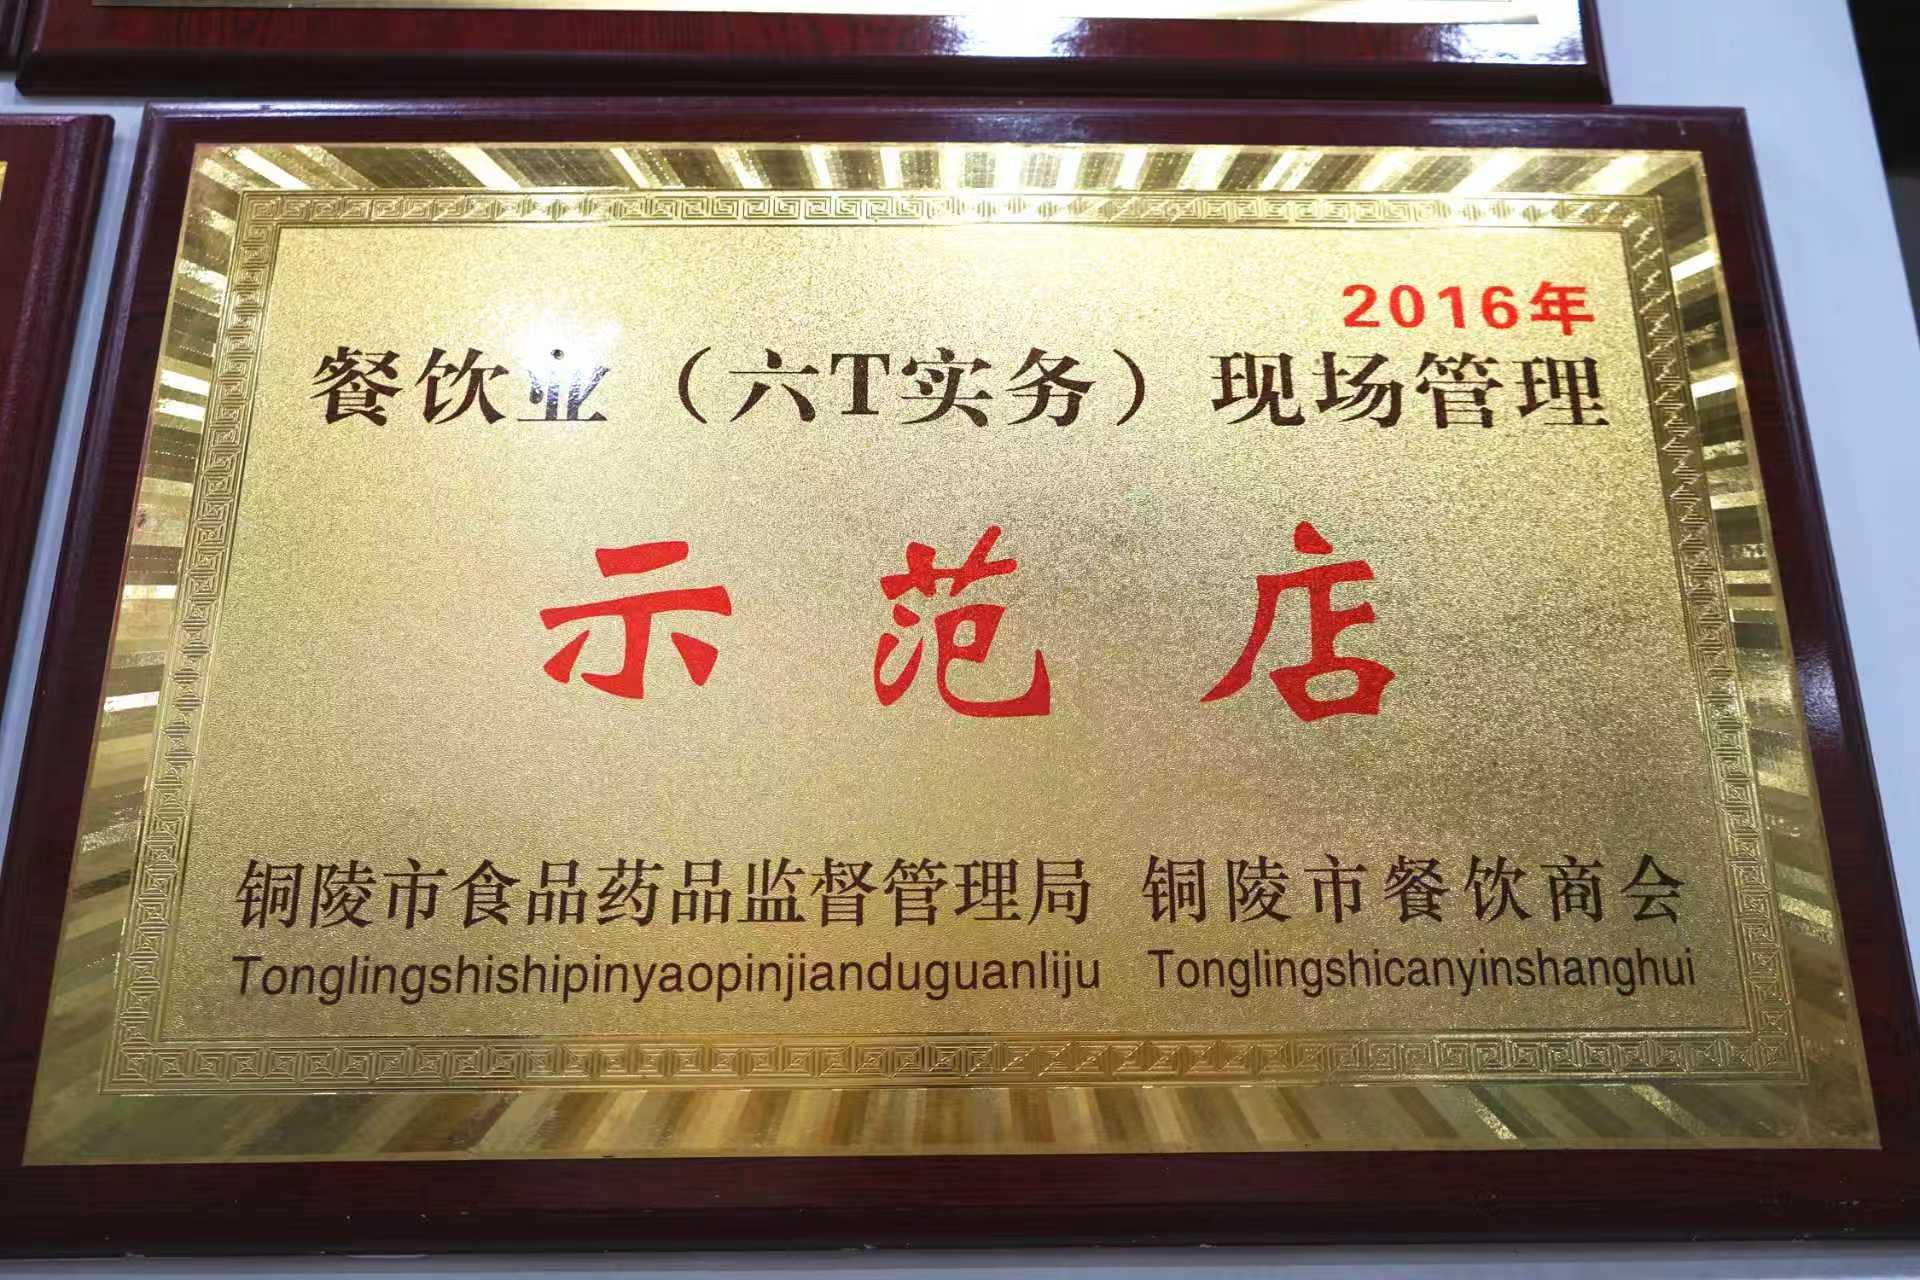 2016年
餐饮业（六T实务）现场管理
示范店
铜陵市食品药品监督管理局 铜陵市餐饮商会
Tonglingshishipinyaopinjianduguanliju Tonglingshicanyinshanghui